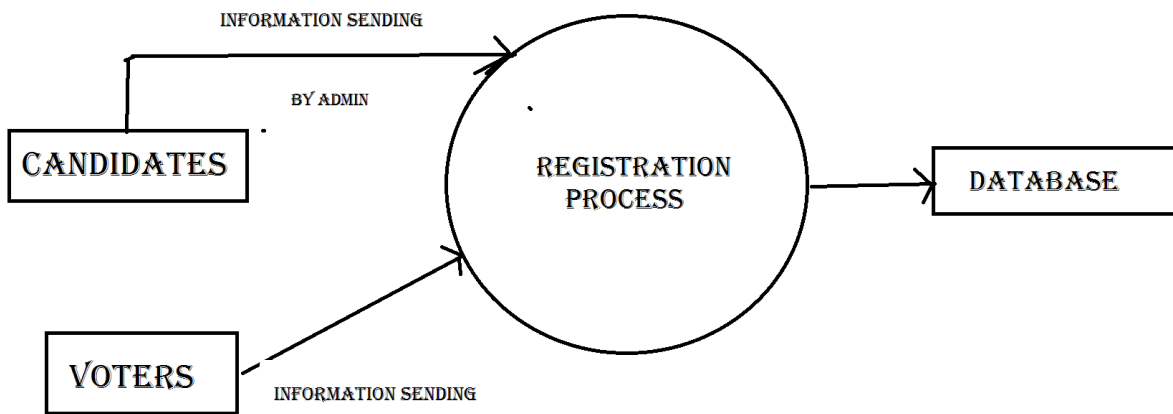 INFORMATION SENDING
BY ADMIN
CANDIDATES
REGISTRATION
PROCESS
DATABASE
VOTERS
INFORMATION SENDING